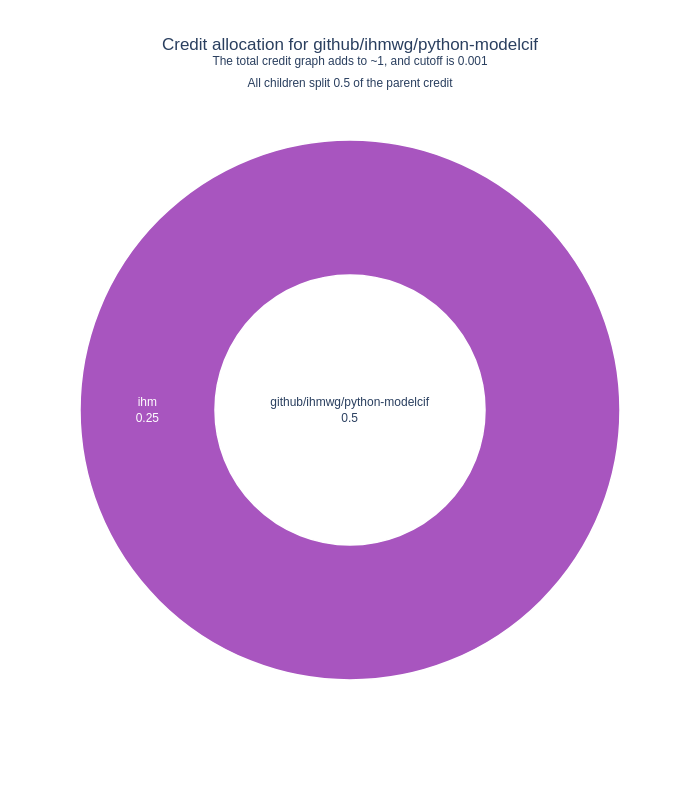 Credit allocation for github/ihmwg/python-modelcif
The total credit graph adds to ~1, and cutoff is 0.001
All children split 0.5 of the parent credit
ihm
0.25
github/ihmwg/python-modelcif
0.5